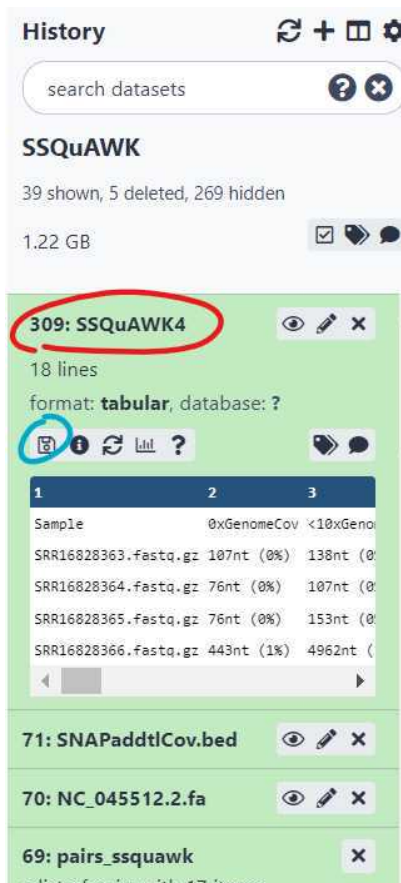 History
search datasets
SSQuAWK
39 shown, 5 deleted, 269 hidden
1.22 GB
309: SSQuAWK4
18 lines
format: tabular, database: ?
1 2 3
Sample 0xGenomeCov <10xGeno
SRR16828363.fastq.gz 107nt (0%) 138nt (0
SRR16828364.fastq.gz 76nt (0%) 107nt (0
SRR16828365.fastq.gz 76nt (0%) 153nt (0
SRR16828366.fastq.gz 443nt (1%) 4962nt (
71: SNAPaddtlCov.bed
70: NC_045512.2.fa
69: pairs_ssquawk